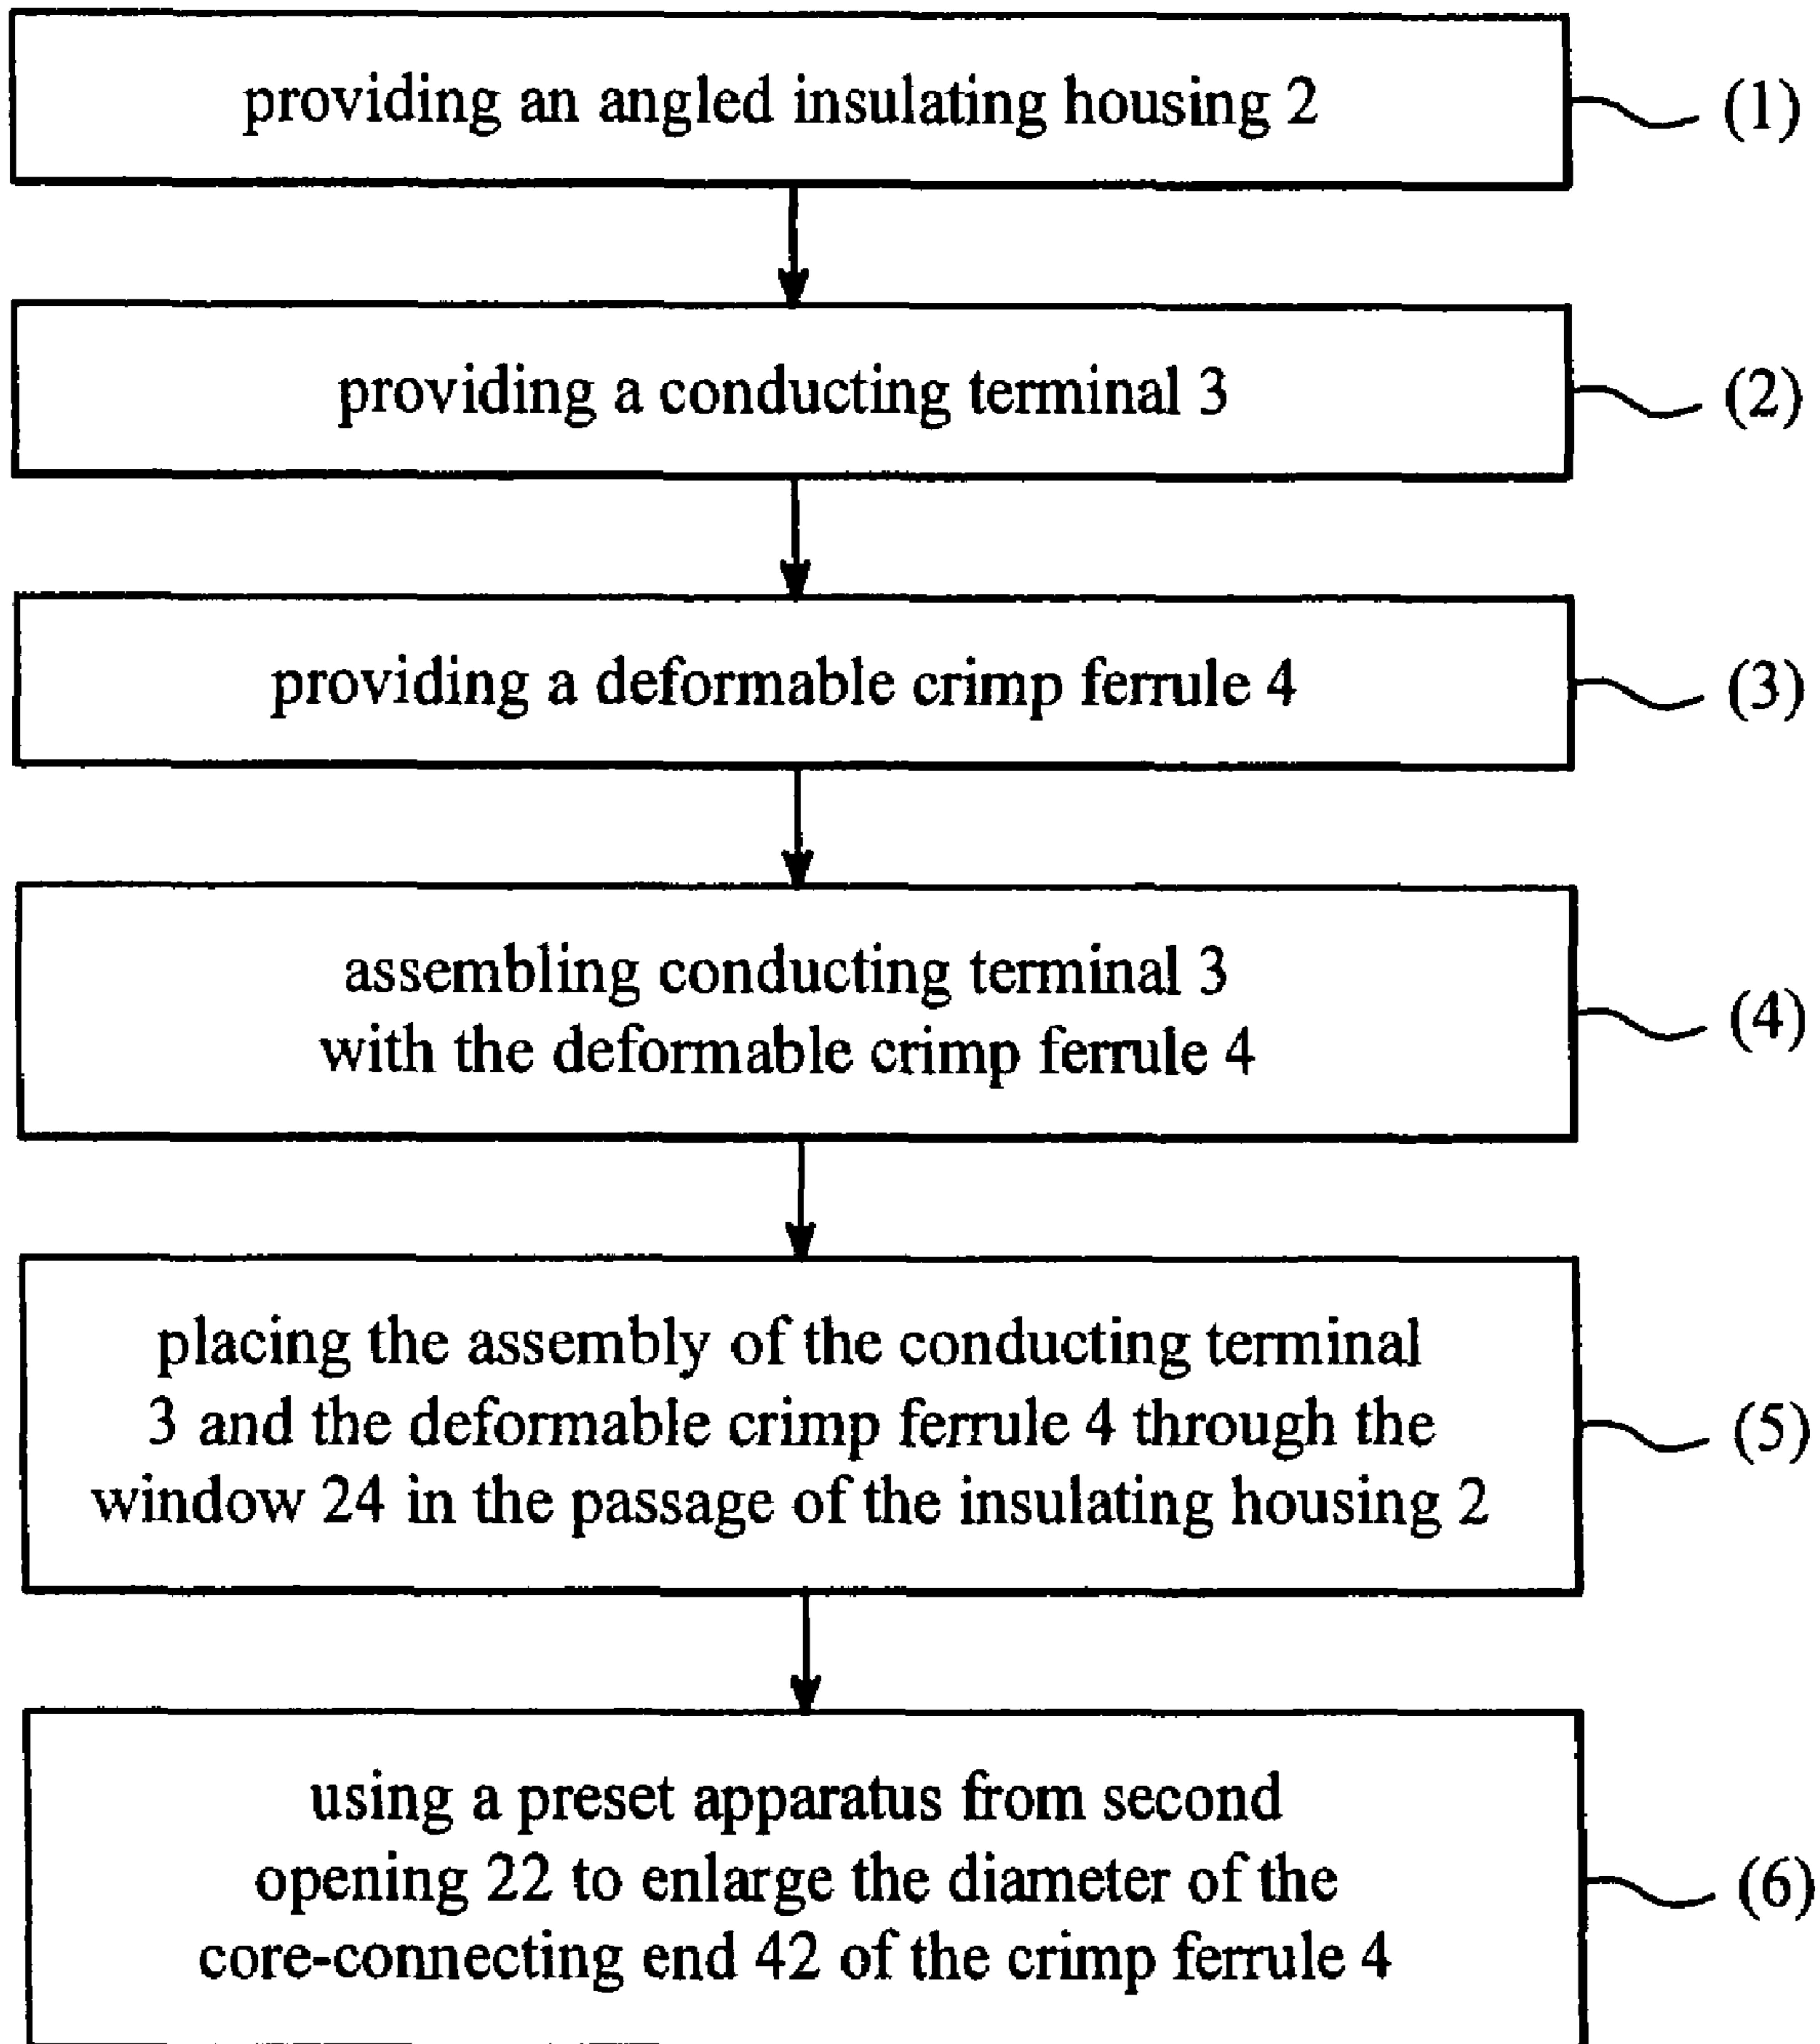 providing an angled insulating housing 2
(1)
providing a conducting terminal 3
(2)
providing a deformable crimp ferrule 4
(3)
assembling conducting terminal 3
with the deformable crimp ferrule 4
(4)
placing the assembly of the conducting terminal
3 and the deformable crimp ferrule 4 through the
window 24 in the passage of the insulating housing 2
(5)
using a preset apparatus from second
opening 22 to enlarge the diameter of the
core-connecting end 42 of the crimp ferrule 4
(6)